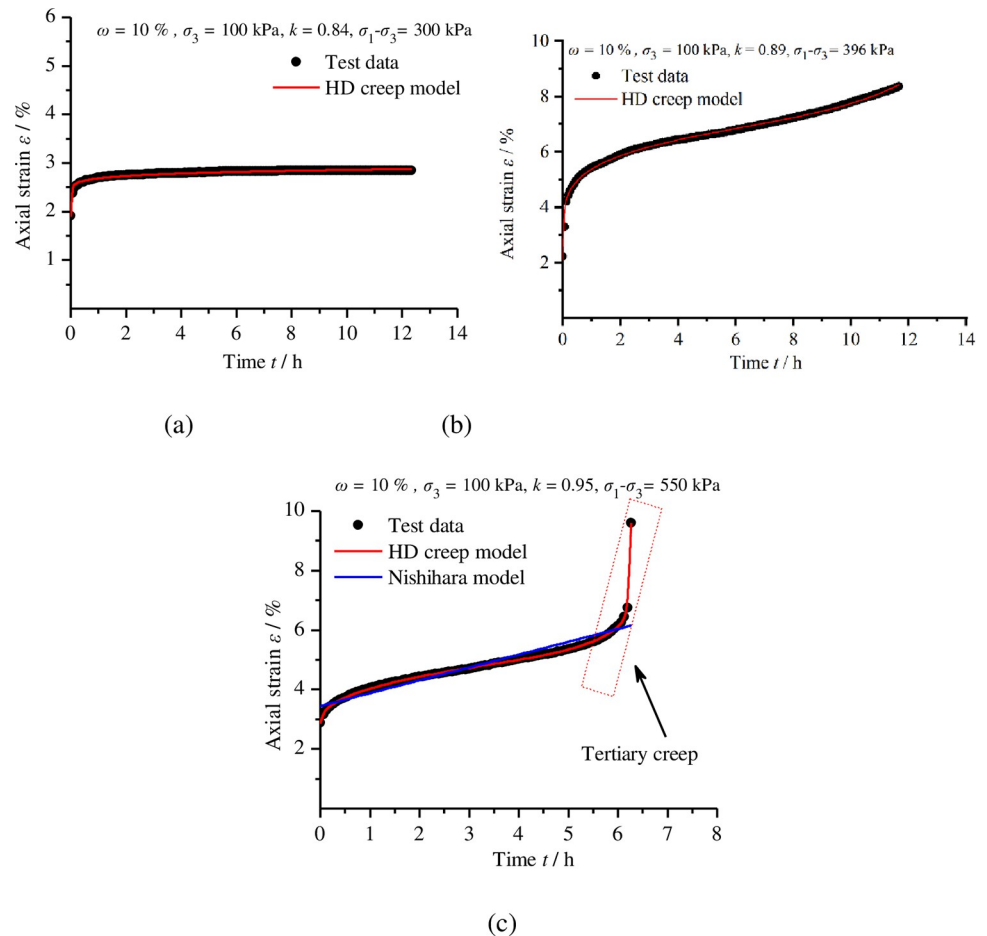 ω = 10 % , σ3 = 100 kPa, k = 0.84, σ1-σ3= 300 kPa
Test data
HD creep model
Axial strain ε / %
6
5
4
3
2
1
0 2 4 6 8 10 12 14
Time t / h
(a)
ω = 10 % , σ3 = 100 kPa, k = 0.89, σ1-σ3= 396 kPa
Test data
HD creep model
Axial strain ε / %
10
8
6
4
2
0 2 4 6 8 10 12 14
Time t / h
(b)
ω = 10 % , σ3 = 100 kPa, k = 0.95, σ1-σ3= 550 kPa
Test data
HD creep model
Nishihara model
Axial strain ε / %
10
8
6
4
2
Tertiary creep
0 1 2 3 4 5 6 7 8
Time t / h
(c)